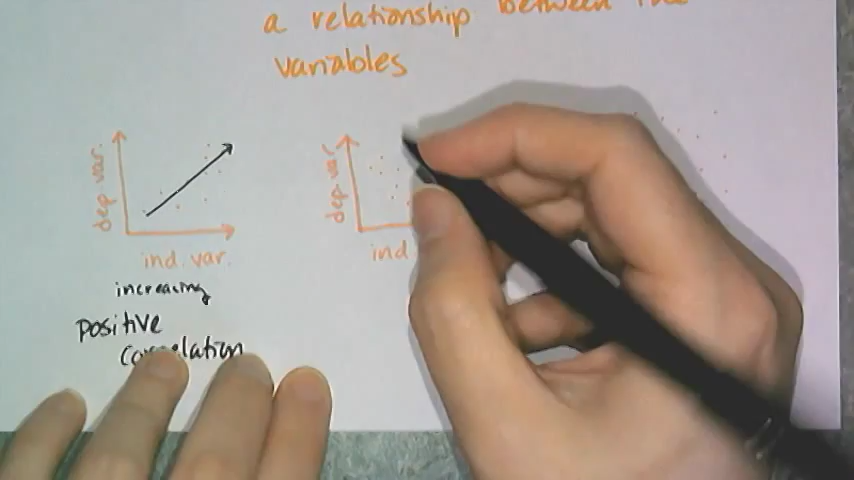 a relationship between the
variables
dep. var.
ind. var.
increasing
positive
correlation
dep. var
ind